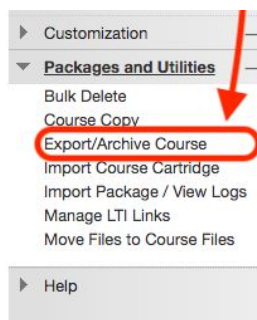 Customization
Packages and Utilities
Bulk Delete
Course Copy
Export/Archive Course
Import Course Cartridge
Import Package / View Logs
Manage LTI Links
Move Files to Course Files
Help